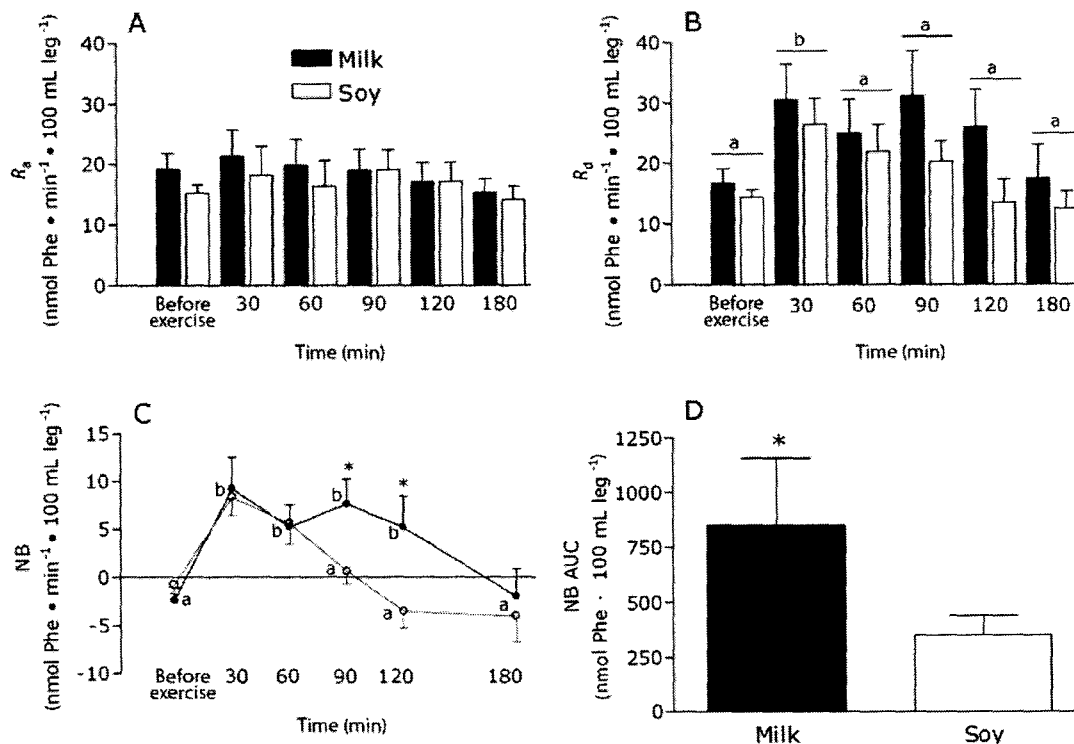 A
Milk
Soy
40
30
20
10
0
Ra
(nmol Phe • min-1 • 100 mL leg-1)
Before
exercise
30 60 90 120 180
Time (min)
B
40
30
20
10
0
Rd
(nmol Phe • min-1 • 100 mL leg-1)
a b a a a a
Before
exercise
30 60 90 120 180
Time (min)
C
15
10
5
0
-5
-10
NB
(nmol Phe • min-1 • 100 mL leg-1)
* *
b b b b
a a a a
Before
exercise
30 60 90 120 180
Time (min)
D
1250
1000
750
500
250
0
NB AUC
(nmol Phe · 100 mL leg-1)
*
Milk Soy